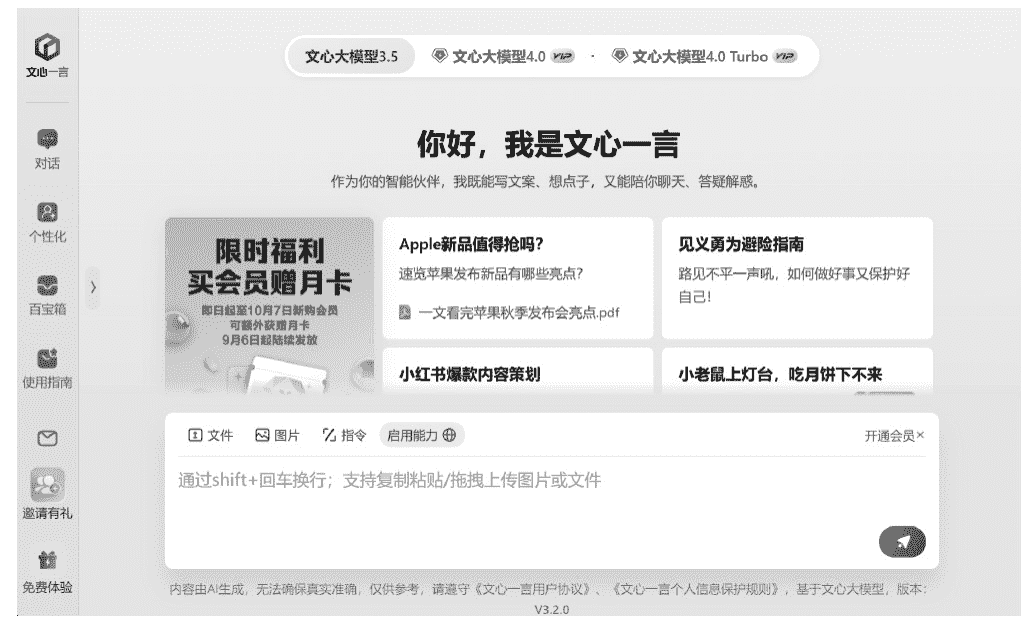 文心一言
对话
个性化
百宝箱
使用指南
邀请有礼
免费体验
文心大模型3.5
文心大模型4.0 VIP
·
文心大模型4.0 Turbo VIP
你好，我是文心一言
作为你的智能伙伴，我既能写文案、想点子，又能陪你聊天、答疑解惑。
限时福利
买会员赠月卡
即日起至10月7日新购会员
可额外获赠月卡
9月6日起陆续发放
Apple新品值得抢吗？
速览苹果发布新品有哪些亮点？
一文看完苹果秋季发布会亮点.pdf
见义勇为避险指南
路见不平一声吼，如何做好事又保护好
自己！
小红书爆款内容策划
小老鼠上灯台，吃月饼下不来
文件
图片
指令
启用能力
开通会员×
通过shift+回车换行；支持复制粘贴/拖拽上传图片或文件
内容由AI生成，无法确保真实准确，仅供参考，请遵守《文心一言用户协议》、《文心一言个人信息保护规则》，基于文心大模型，版本：
V3.2.0